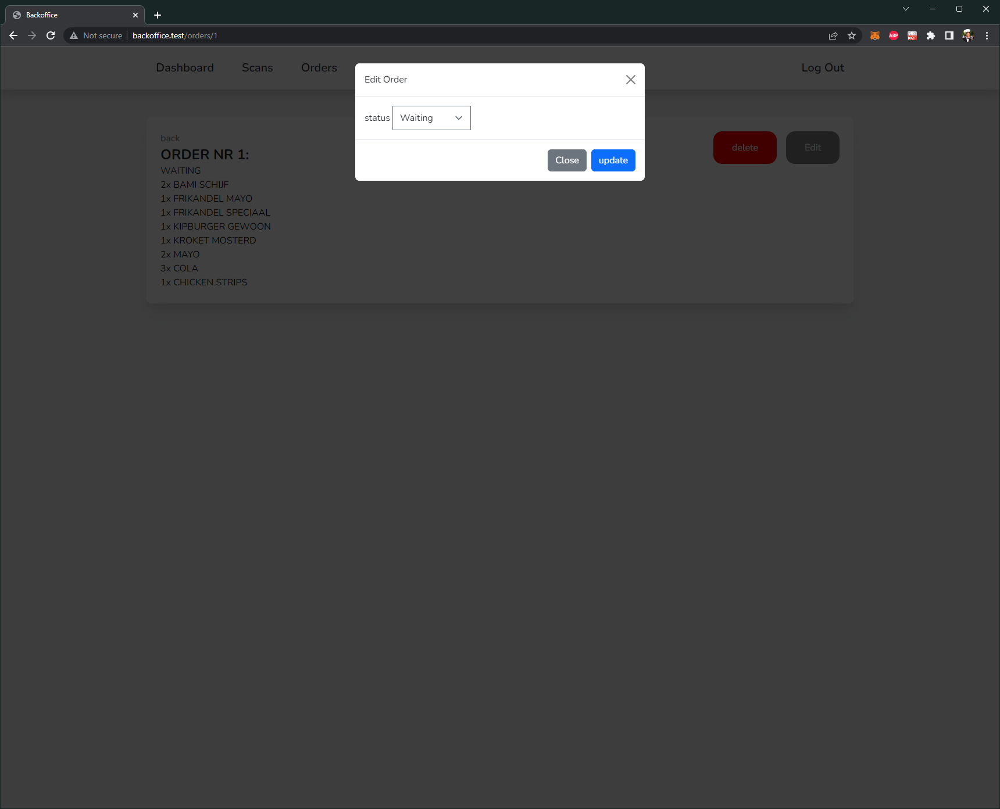 Backoffice
Not secure
backoffice.test/orders/1
ABP
LOGIN
Dashboard
Scans
Orders
Log Out
Edit Order
status
Waiting
Close
update
back
delete
Edit
ORDER NR 1:
WAITING
2x BAMI SCHIJF
1x FRIKANDEL MAYO
1x FRIKANDEL SPECIAAL
1x KIPBURGER GEWOON
1x KROKET MOSTERD
2x MAYO
3x COLA
1x CHICKEN STRIPS